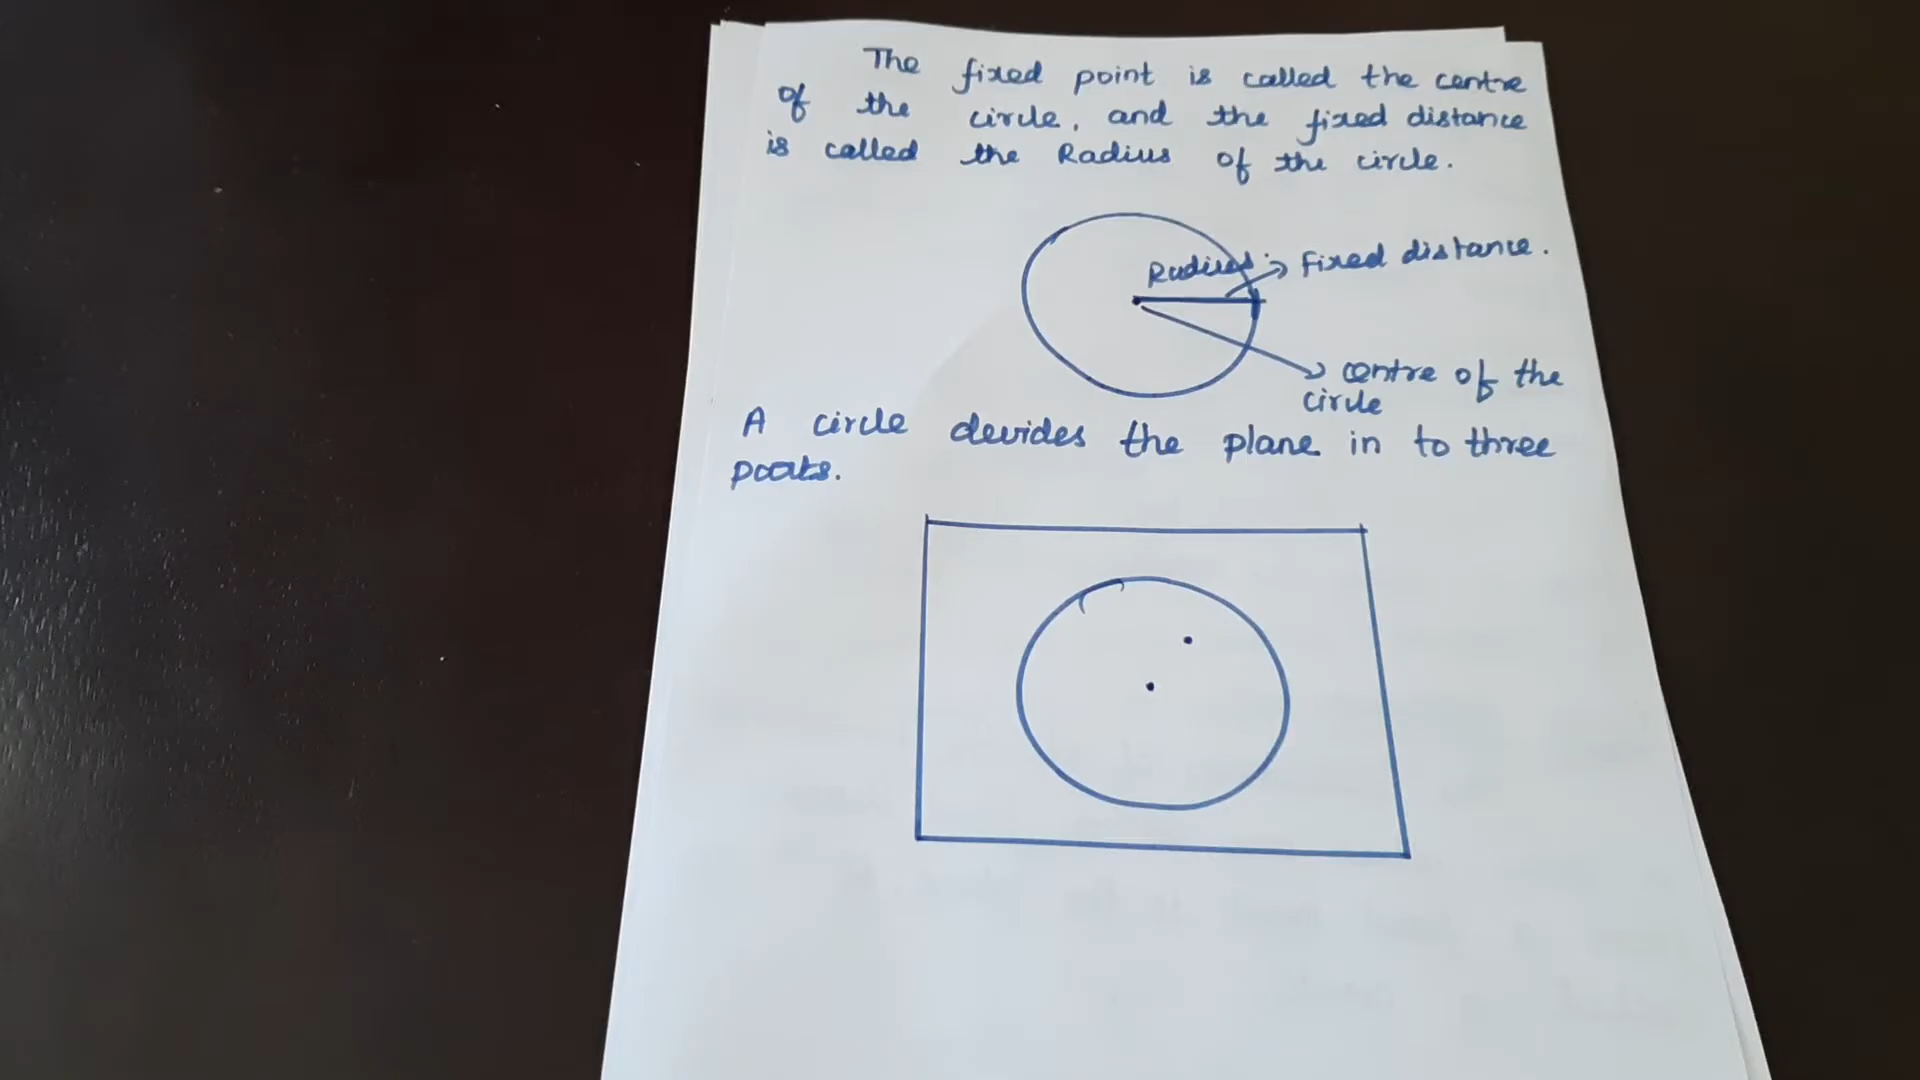 The fixed point is called the centre
of the circle, and the fixed distance
is called the Radius of the circle.
Radius.
Fixed distance.
centre of the
circle
A circle devides the plane in to three
parts.